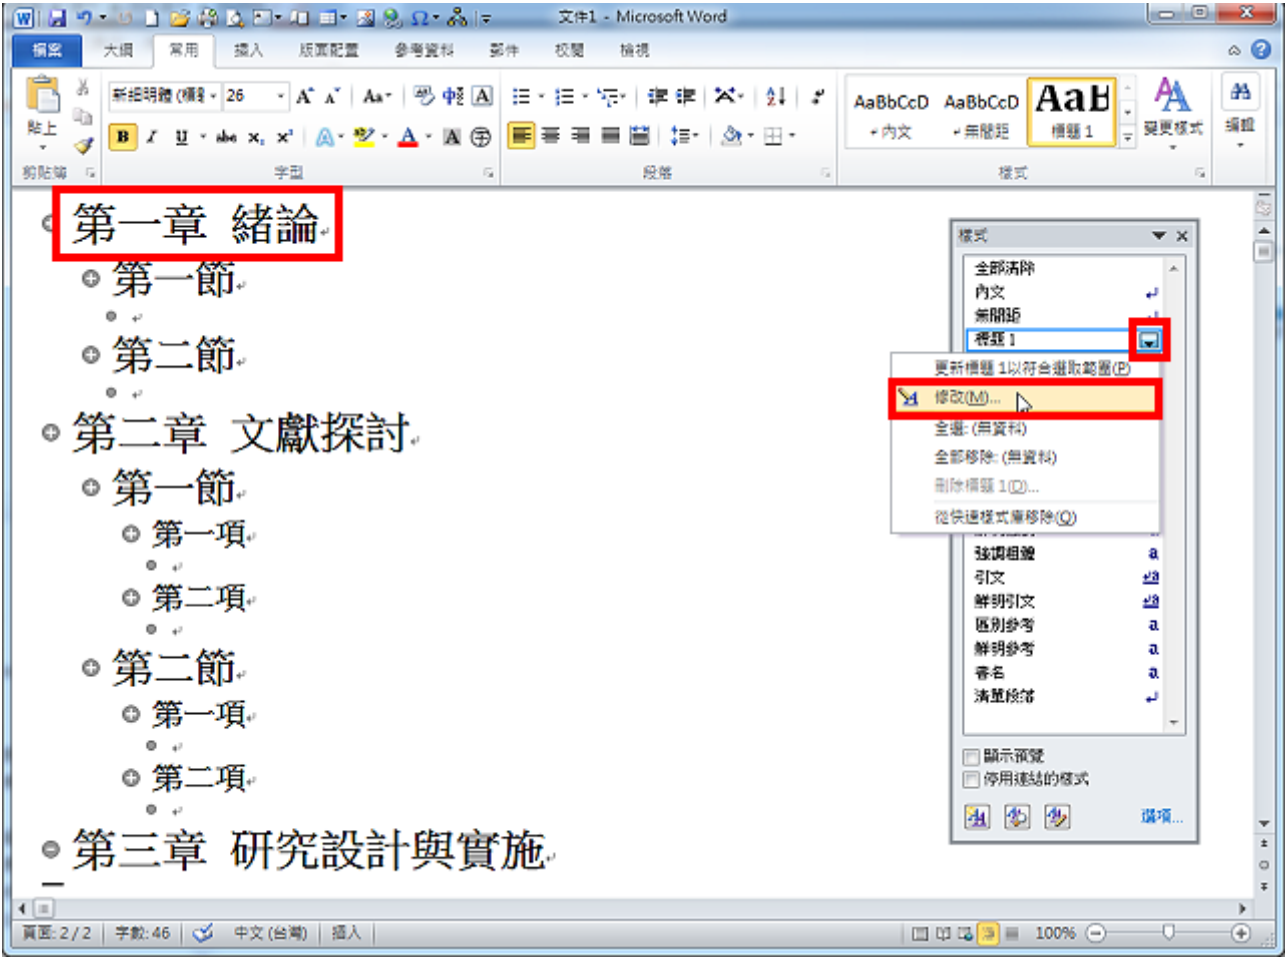 文件1 - Microsoft Word
檔案 大綱 常用 插入 版面配置 參考資料 郵件 校閱 檢視
新細明體 (標 26
貼上
AaBbCcD AaBbCcD AaB
內文 無間距 標題 1
變更樣式 編輯
剪貼簿 字型 段落 樣式
第一章 緒論
第一節
第二節
第二章 文獻探討
第一節
第一項
第二項
第二節
第一項
第二項
第三章 研究設計與實施
樣式
全部清除
內文
無間距
標題 1
更新標題 1以符合選取範圍(P)
修改(M)...
全選: (無資料)
全部移除: (無資料)
刪除標題 1(D)...
從快速樣式庫移除(Q)
強調粗體
引文
鮮明引文
區別參考
鮮明參考
書名
清單段落
顯示預覽
停用連結的樣式
選項...
頁面: 2/2 字數: 46 中文 (台灣) 插入 100%